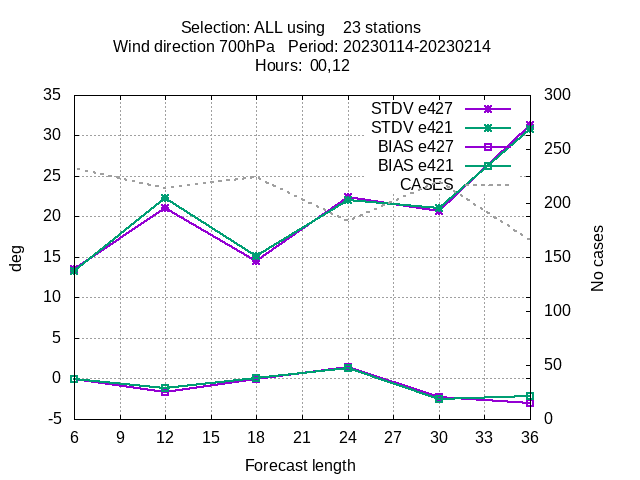 Selection: ALL using    23 stations
Wind direction 700hPa   Period: 20230114-20230214
Hours:  00,12
STDV e427
STDV e421
BIAS e427
BIAS e421
CASES
35
30
25
20
15
10
5
0
-5
deg
300
250
200
150
100
50
0
No cases
6 9 12 15 18 21 24 27 30 33 36
Forecast length